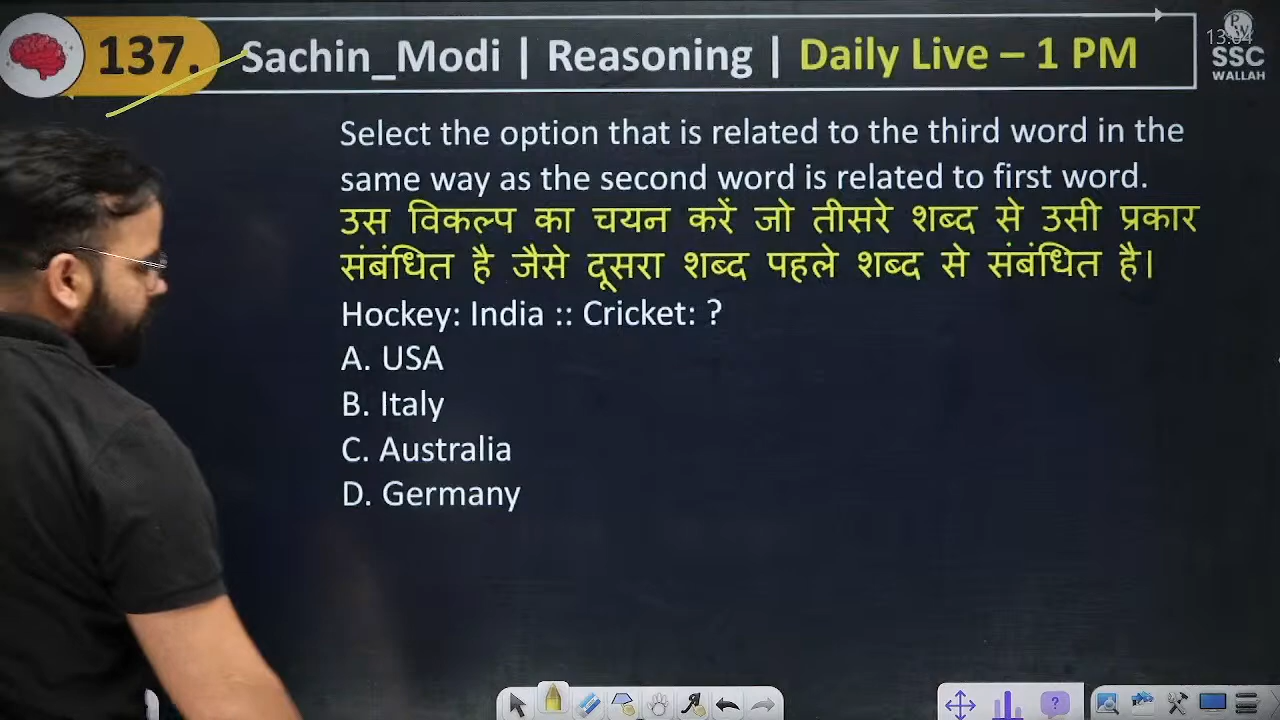 137. Sachin_Modi | Reasoning | Daily Live – 1 PM
SSC
WALLAH
Select the option that is related to the third word in the
same way as the second word is related to first word.
उस विकल्प का चयन करें जो तीसरे शब्द से उसी प्रकार
संबंधित है जैसे दूसरा शब्द पहले शब्द से संबंधित है।
Hockey: India :: Cricket: ?
A. USA
B. Italy
C. Australia
D. Germany